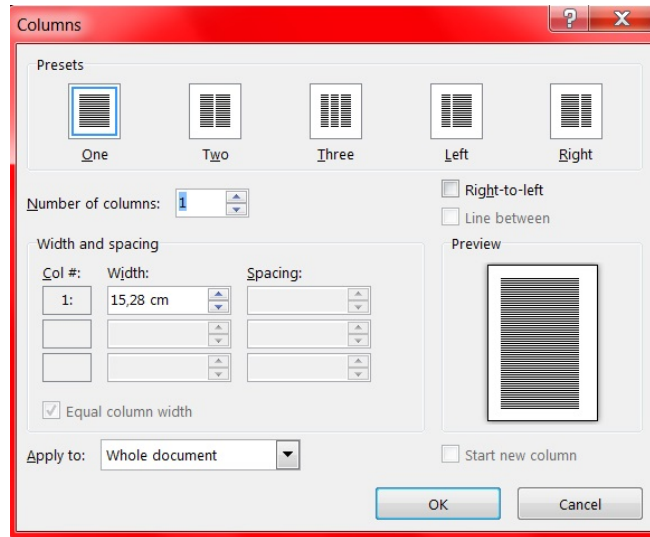 Columns
Presets
One Two Three Left Right
Number of columns: 1
Right-to-left
Line between
Width and spacing
Col #: Width: Spacing:
1: 15,28 cm
Equal column width
Preview
Apply to: Whole document
Start new column
OK Cancel